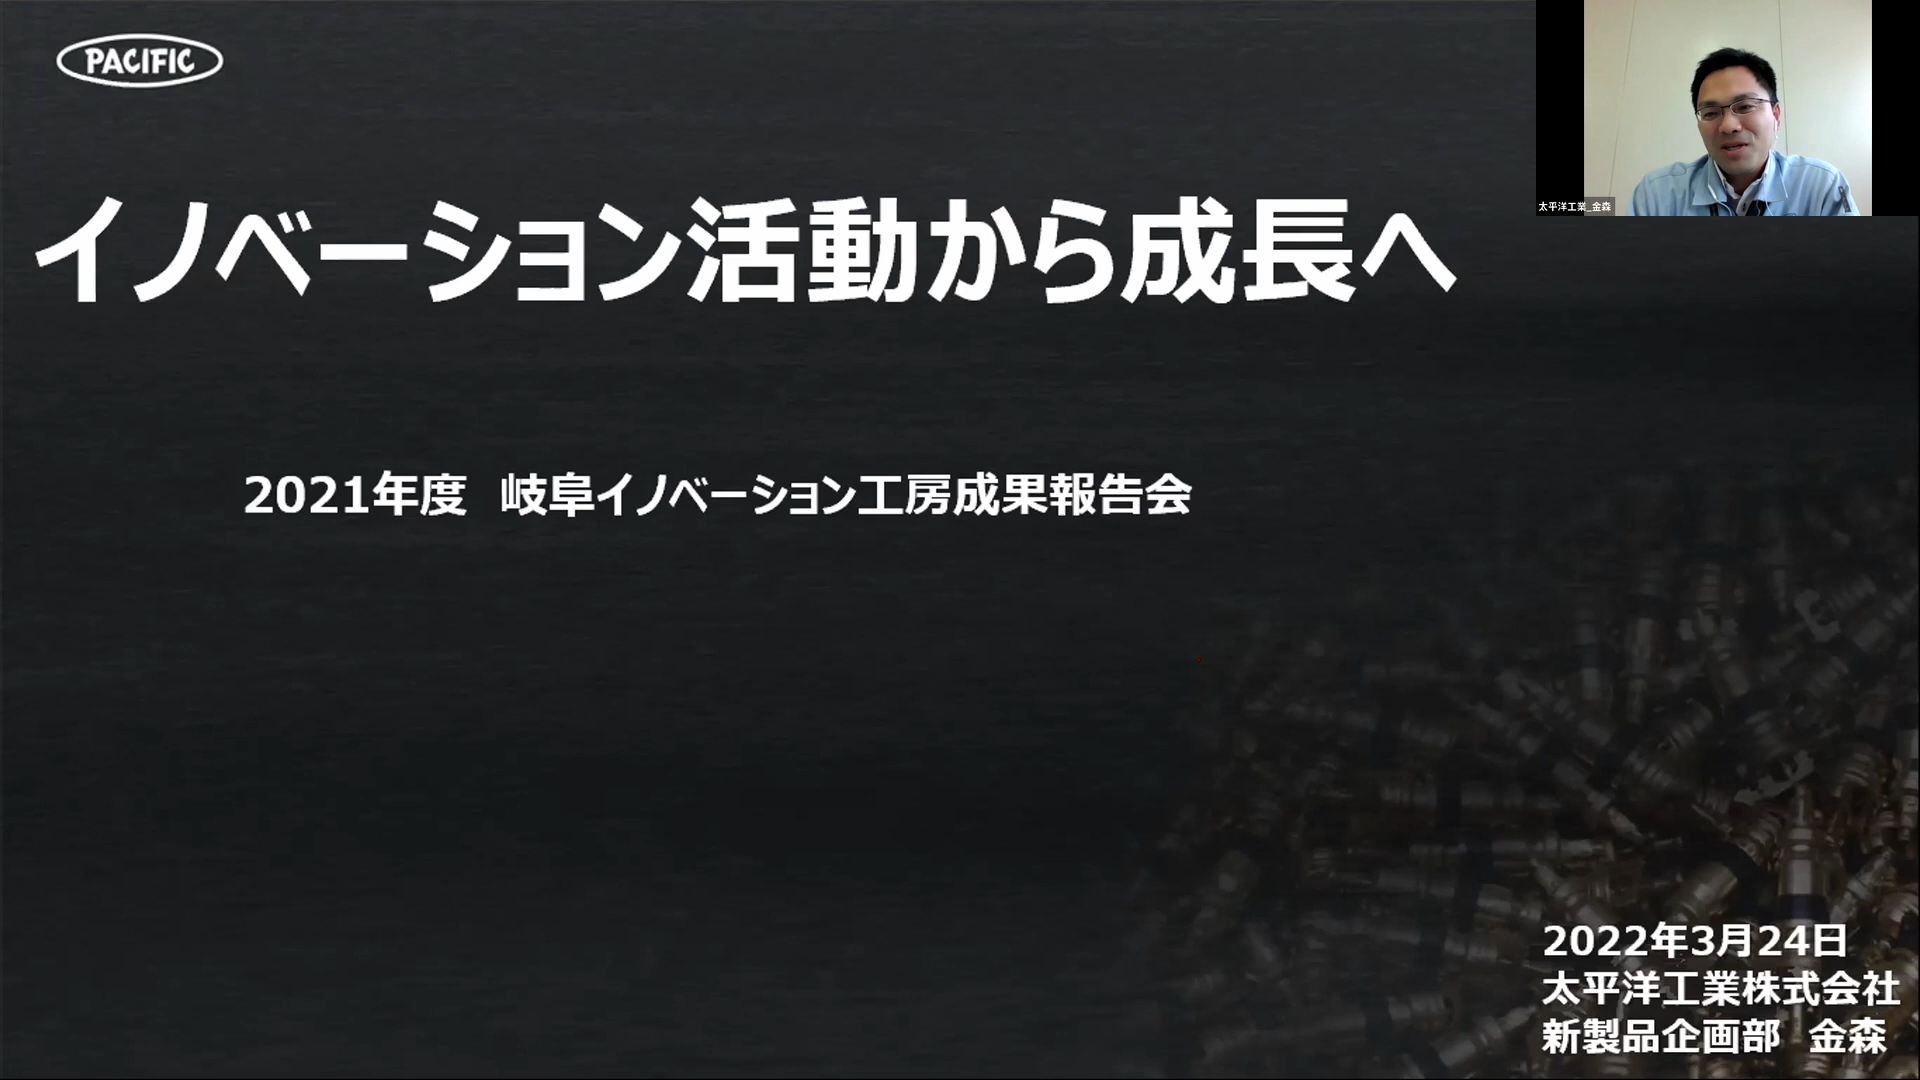 PACIFIC
イノベーション活動から成長へ
太平洋工業_金森
2021年度　岐阜イノベーション工房成果報告会
2022年3月24日
太平洋工業株式会社
新製品企画部　金森